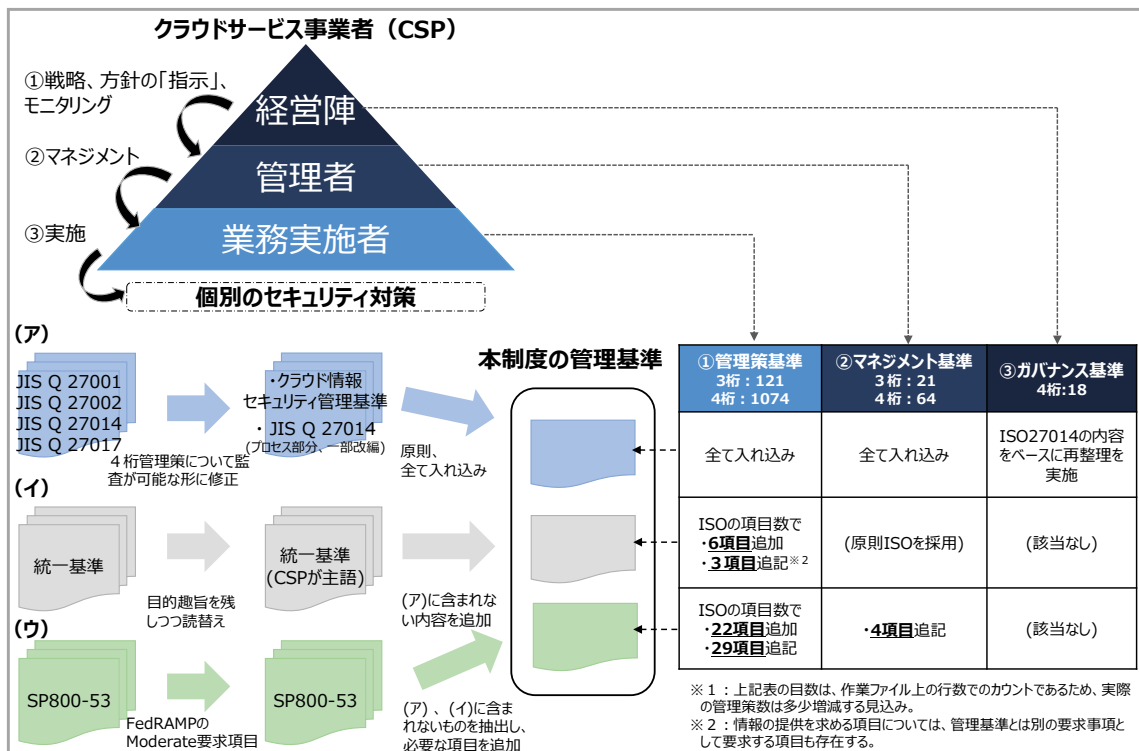 クラウドサービス事業者（CSP）
①戦略、方針の「指示」、
モニタリング
経営陣
②マネジメント
管理者
③実施
業務実施者
個別のセキュリティ対策
(ア)
JIS Q 27001
JIS Q 27002
JIS Q 27014
JIS Q 27017
４桁管理策について監
査が可能な形に修正
・クラウド情報
セキュリティ管理基準
・ JIS Q 27014
(プロセス部分、一部改編)
原則、
全て入れ込み
(イ)
統一基準
目的趣旨を残
しつつ読替え
統一基準
(CSPが主語)
(ア)に含まれな
い内容を追加
(ウ)
SP800-53
FedRAMPの
Moderate要求項目
SP800-53
(ア) 、(イ)に含ま
れないものを抽出し、
必要な項目を追加
本制度の管理基準
①管理策基準
3桁：121
4桁：1074
②マネジメント基準
３桁：21
４桁：64
③ガバナンス基準
4桁:18
全て入れ込み
全て入れ込み
ISO27014の内容
をベースに再整理を
実施
ISOの項目数で
・6項目追加
・３項目追記※2
(原則ISOを採用)
(該当なし)
ISOの項目数で
・22項目追加
・29項目追記
・4項目追記
(該当なし)
※１：上記表の目数は、作業ファイル上の行数でのカウントであるため、実際
の管理策数は多少増減する見込み。
※２：情報の提供を求める項目については、管理基準とは別の要求事項と
して要求する項目も存在する。